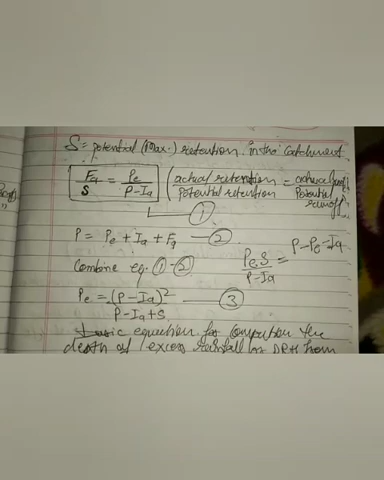 S = potential (Max.) retention in the catchment
Fa/S = Pe/(P-Ia) (actual retention/potential retention = actual runoff/Potential runoff)
①
P = Pe + Ia + Fa — ②
Combine eq. ①-② Pe S/(P-Ia) = P-Pe-Ia
Pe = (P-Ia)²/(P-Ia+S) — ③
basic equation for compution the
depth of excess rainfall or DRH from